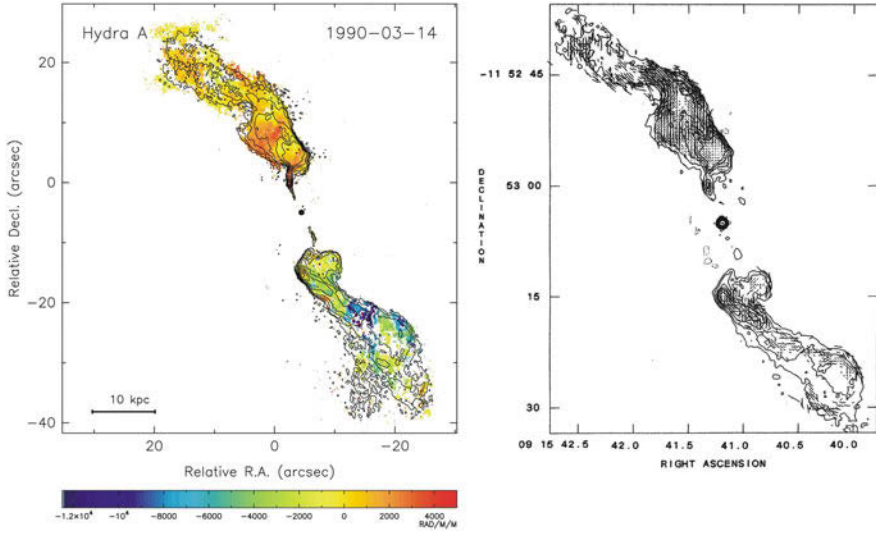 Hydra A
1990-03-14
20
0
−20
−40
Relative Decl. (arcsec)
10 kpc
20
0
−20
Relative R.A. (arcsec)
−1.2×10⁴
−10⁴
−8000
−6000
−4000
−2000
0
2000
4000
RAD/M/M
-11 52 45
53 00
15
30
DECLINATION
09 15 42.5
42.0
41.5
41.0
40.5
40.0
RIGHT ASCENSION